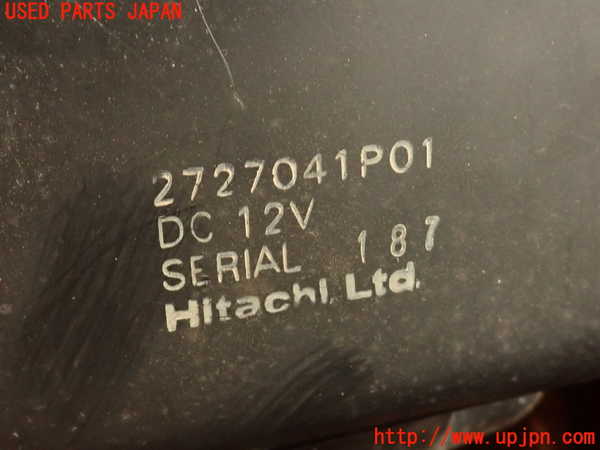 USED PARTS JAPAN
2727041P01
DC 12V
SERIAL 187
Hitachi, Ltd.
http://www.upjpn.com